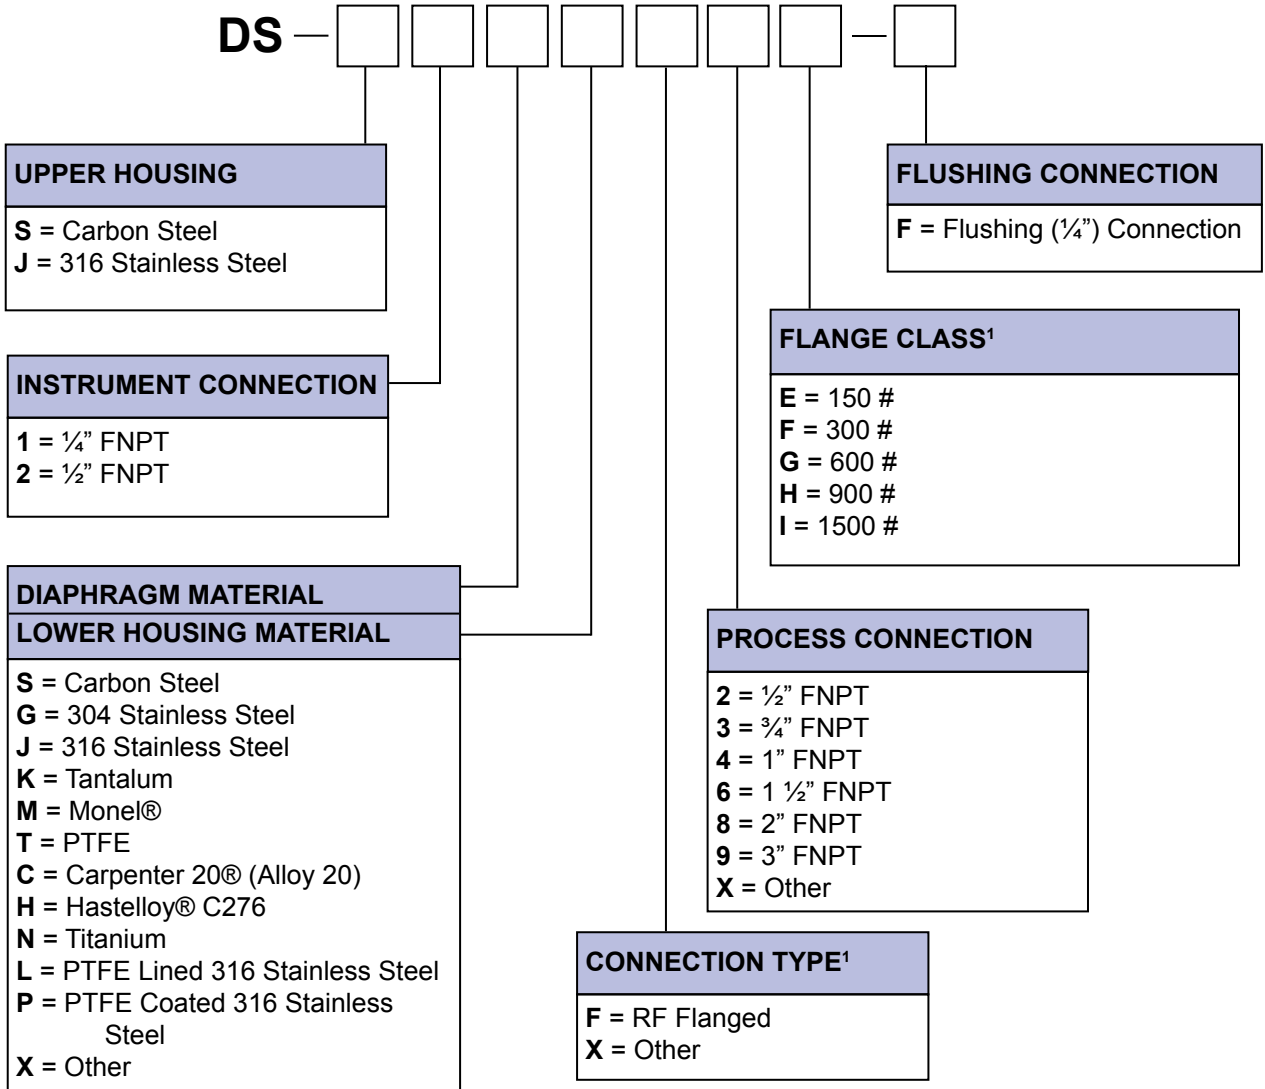 DS
UPPER HOUSING
S = Carbon Steel
J = 316 Stainless Steel
INSTRUMENT CONNECTION
1 = ¼” FNPT
2 = ½” FNPT
DIAPHRAGM MATERIAL
LOWER HOUSING MATERIAL
S = Carbon Steel
G = 304 Stainless Steel
J = 316 Stainless Steel
K = Tantalum
M = Monel®
T = PTFE
C = Carpenter 20® (Alloy 20)
H = Hastelloy® C276
N = Titanium
L = PTFE Lined 316 Stainless Steel
P = PTFE Coated 316 Stainless
Steel
X = Other
CONNECTION TYPE¹
F = RF Flanged
X = Other
PROCESS CONNECTION
2 = ½” FNPT
3 = ¾” FNPT
4 = 1” FNPT
6 = 1 ½” FNPT
8 = 2” FNPT
9 = 3” FNPT
X = Other
FLANGE CLASS¹
E = 150 #
F = 300 #
G = 600 #
H = 900 #
I = 1500 #
FLUSHING CONNECTION
F = Flushing (¼”) Connection